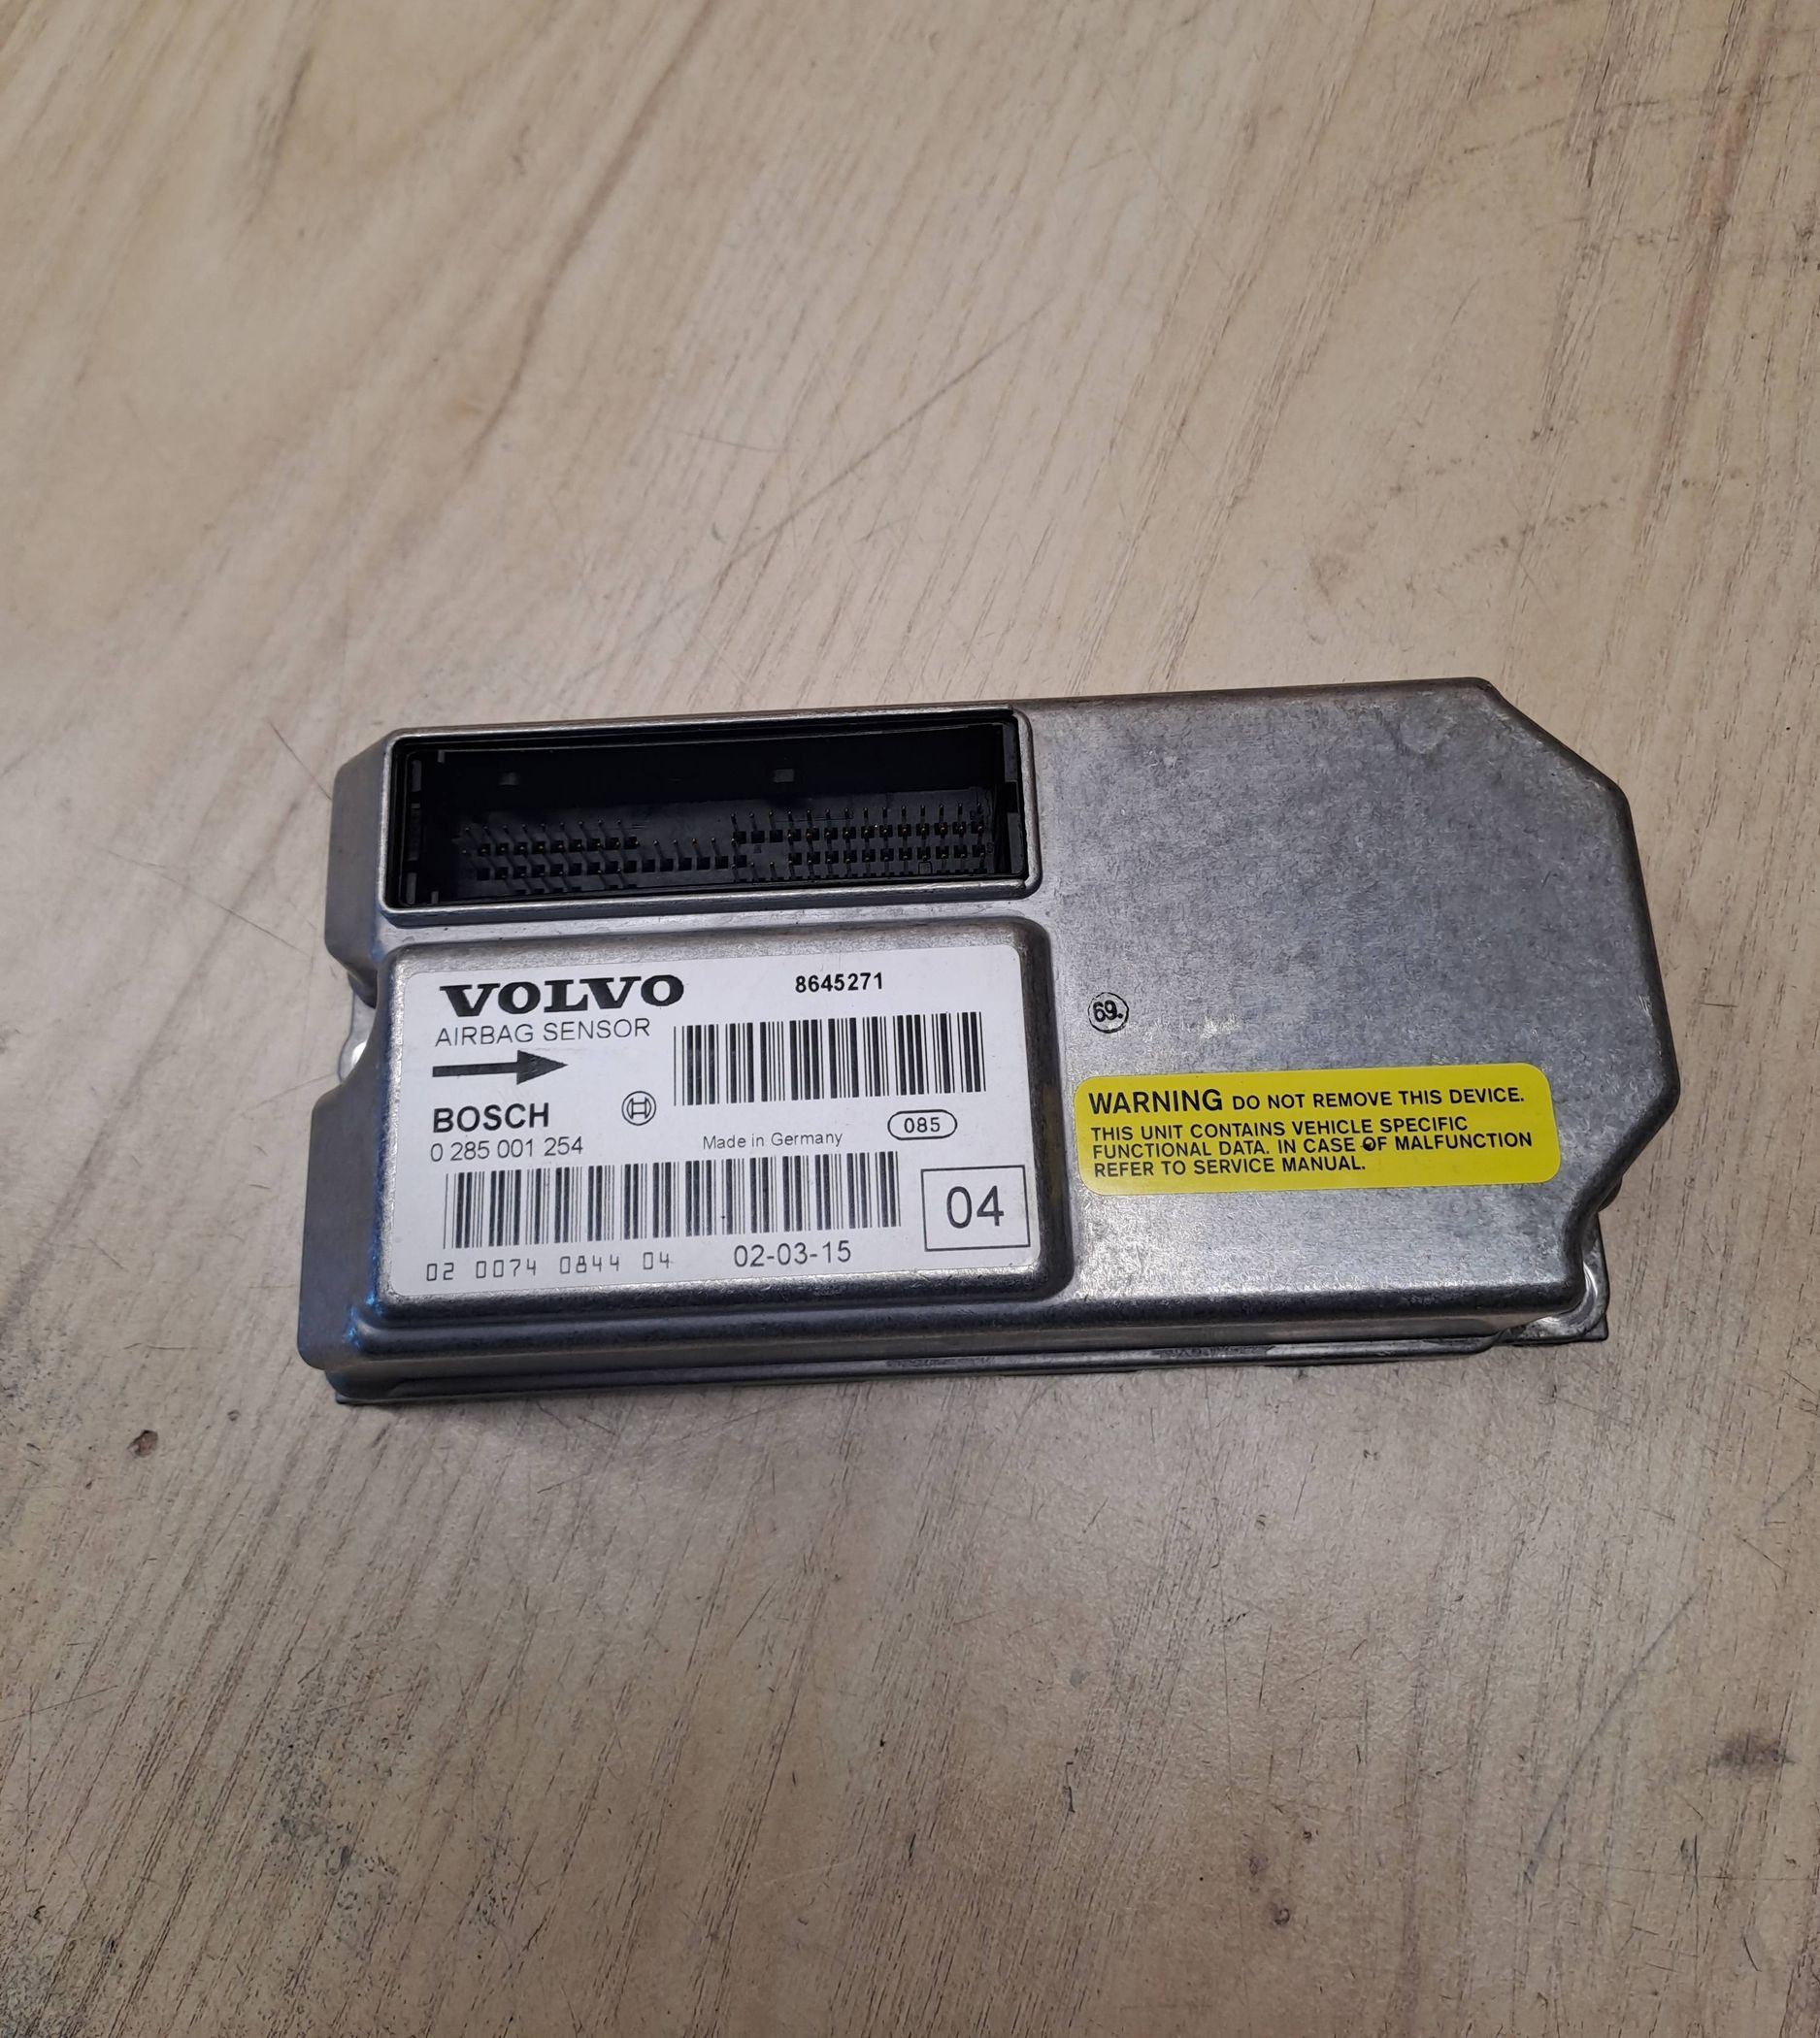 VOLVO
8645271
AIRBAG SENSOR
BOSCH
085
0 285 001 254
Made in Germany
04
02 0074 0844 04
02-03-15
69.
WARNING DO NOT REMOVE THIS DEVICE.
THIS UNIT CONTAINS VEHICLE SPECIFIC
FUNCTIONAL DATA. IN CASE OF MALFUNCTION
REFER TO SERVICE MANUAL.